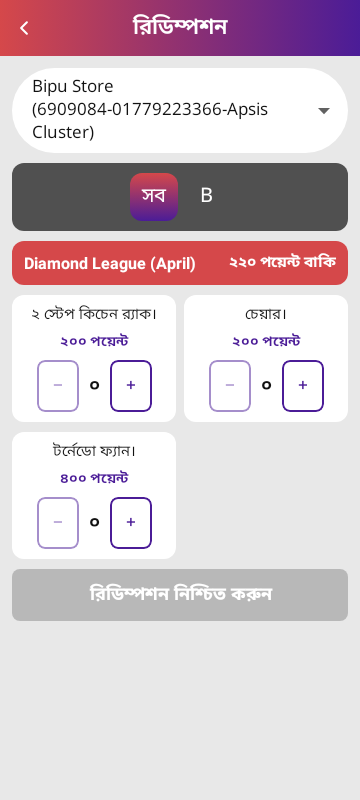 রিডিম্পশন
Bipu Store
(6909084-01779223366-Apsis
Cluster)
সব B
Diamond League (April) ২২০ পয়েন্ট বাকি
২ স্টেপ কিচেন র‍্যাক। চেয়ার।
২০০ পয়েন্ট ২০০ পয়েন্ট
− ০ + − ০ +
টর্নেডো ফ্যান।
৪০০ পয়েন্ট
− ০ +
রিডিম্পশন নিশ্চিত করুন